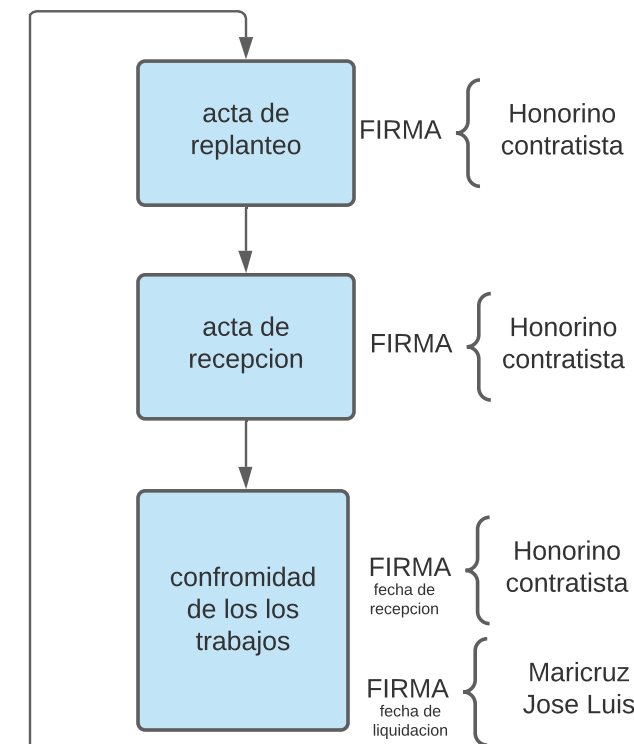 acta de
replanteo
FIRMA
Honorino
contratista
acta de
recepcion
FIRMA
Honorino
contratista
confromidad
de los los
trabajos
FIRMA
fecha de
recepcion
Honorino
contratista
FIRMA
fecha de
liquidacion
Maricruz
Jose Luis